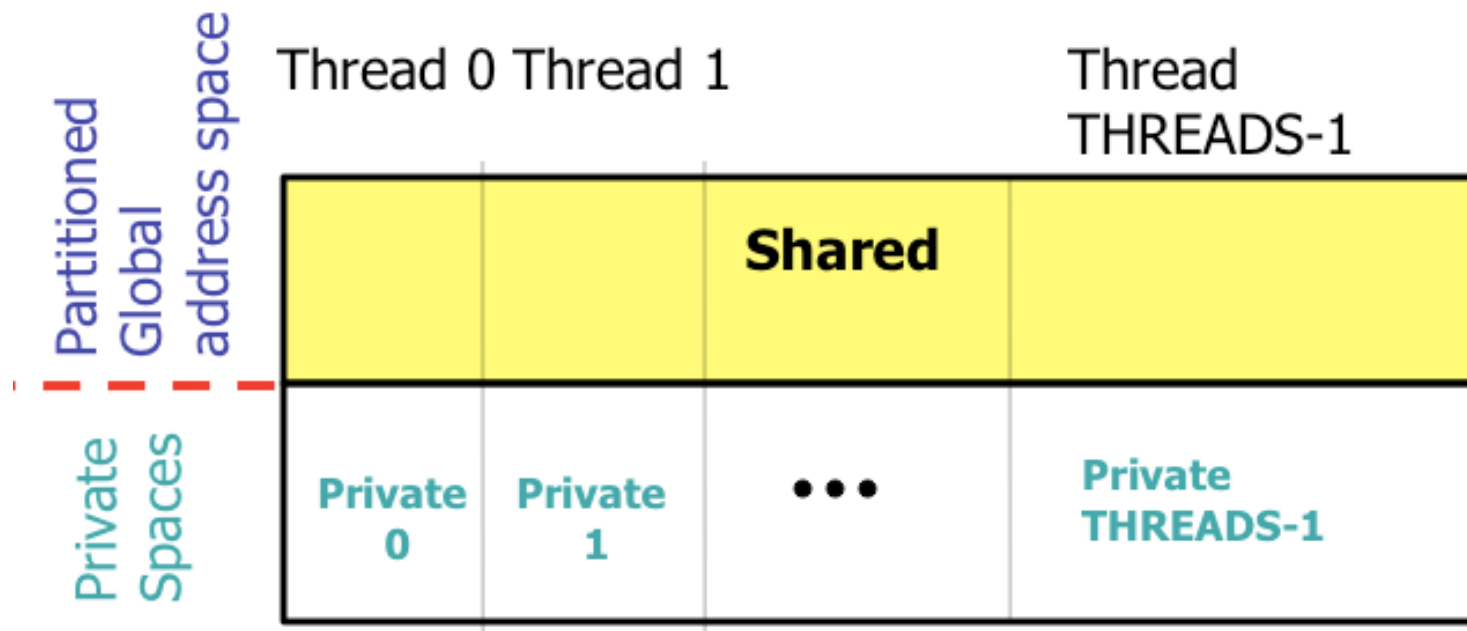 Partitioned
Global
address space
Thread 0 Thread 1
Thread
THREADS-1
Shared
Private
Spaces
Private
0
Private
1
•••
Private
THREADS-1